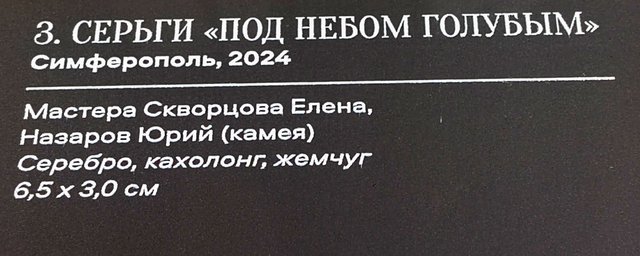 3. СЕРЬГИ «ПОД НЕБОМ ГОЛУБЫМ»
Симферополь, 2024
Мастера Скворцова Елена,
Назаров Юрий (камея)
Серебро, кахолонг, жемчуг
6,5 х 3,0 см